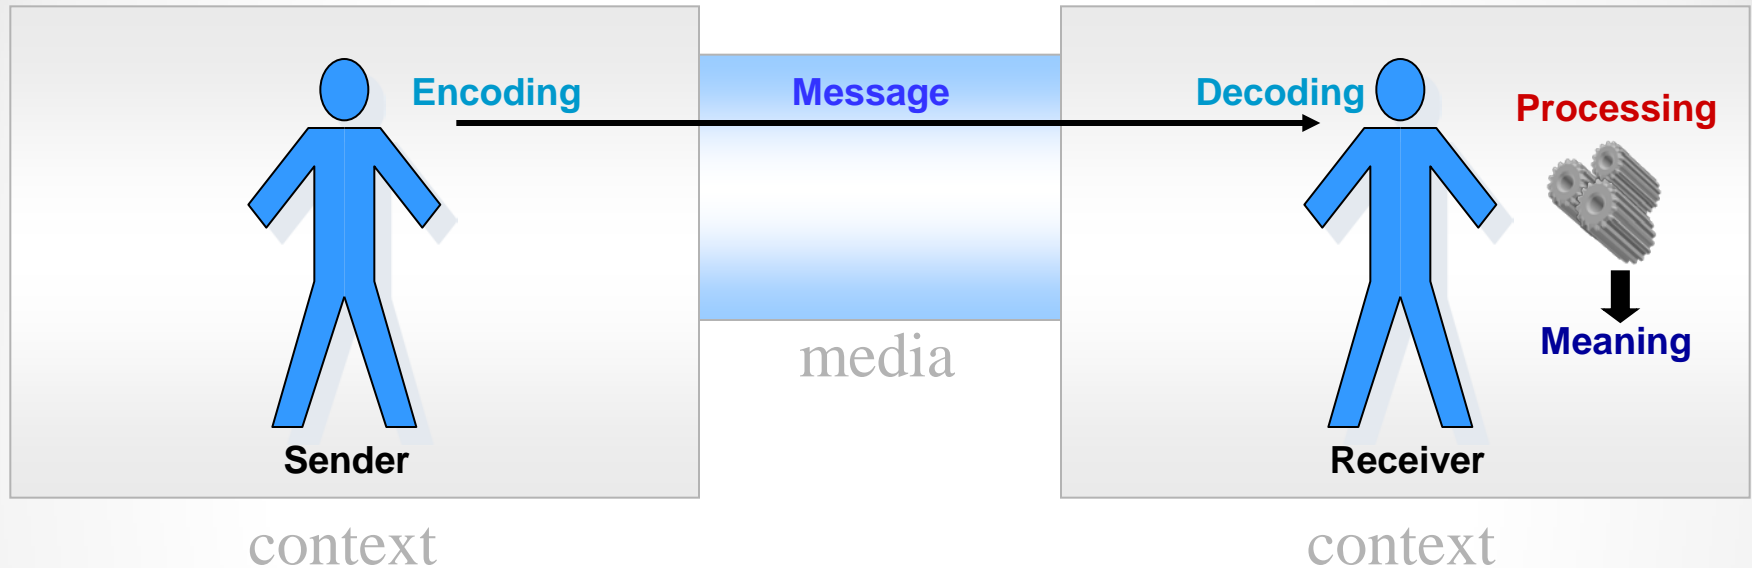 Encoding
Message
Decoding
Processing
media
Meaning
Sender
Receiver
context
context